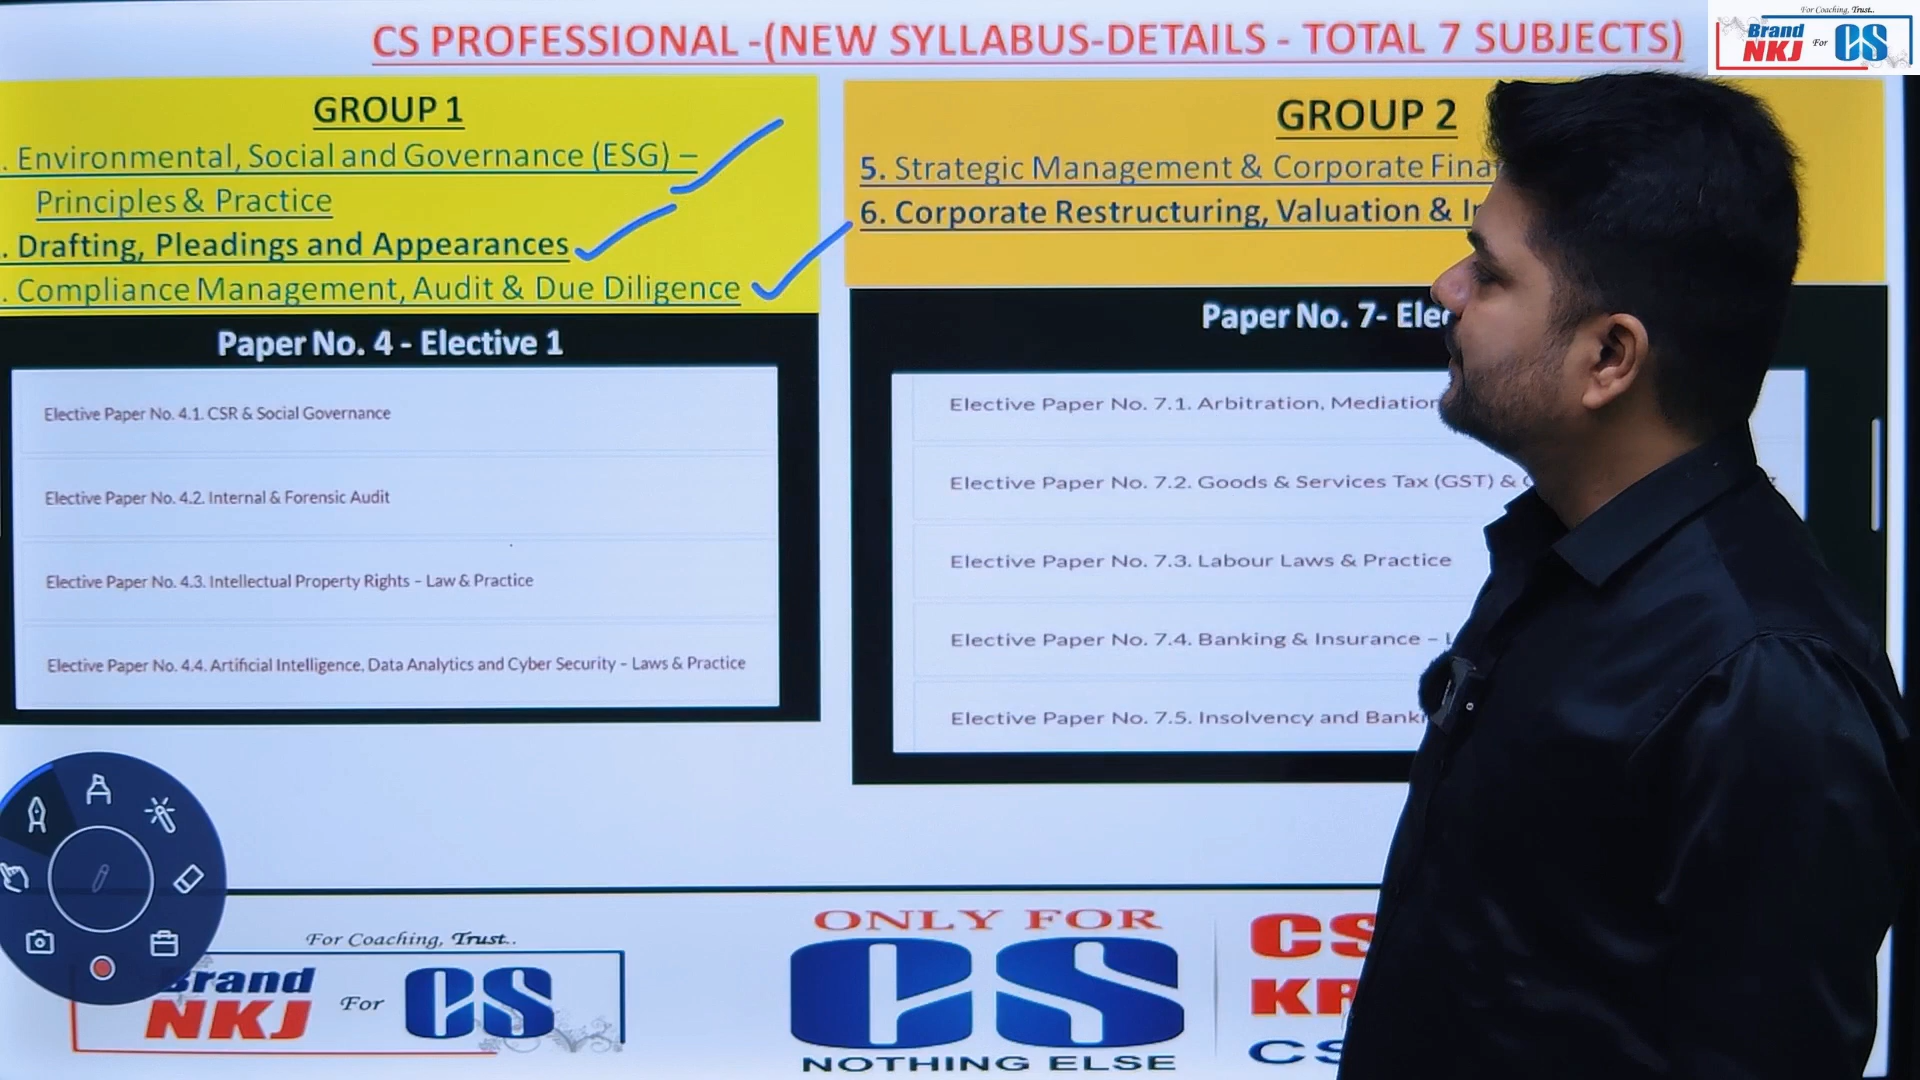 CS PROFESSIONAL -(NEW SYLLABUS-DETAILS - TOTAL 7 SUBJECTS)
For Coaching, Trust..
Brand NKJ For CS
GROUP 1
. Environmental, Social and Governance (ESG) –
Principles & Practice
. Drafting, Pleadings and Appearances
. Compliance Management, Audit & Due Diligence
Paper No. 4 - Elective 1
Elective Paper No. 4.1. CSR & Social Governance
Elective Paper No. 4.2. Internal & Forensic Audit
Elective Paper No. 4.3. Intellectual Property Rights – Law & Practice
Elective Paper No. 4.4. Artificial Intelligence, Data Analytics and Cyber Security – Laws & Practice
GROUP 2
5. Strategic Management & Corporate
6. Corporate Restructuring, Valuation &
Paper No. 7-
Elective Paper No. 7.1. Arbitration, Mediation
Elective Paper No. 7.2. Goods & Services Tax (GST) &
Elective Paper No. 7.3. Labour Laws & Practice
Elective Paper No. 7.4. Banking & Insurance –
Elective Paper No. 7.5. Insolvency and
For Coaching, Trust..
Brand NKJ For CS
ONLY FOR
CS
NOTHING ELSE
CS